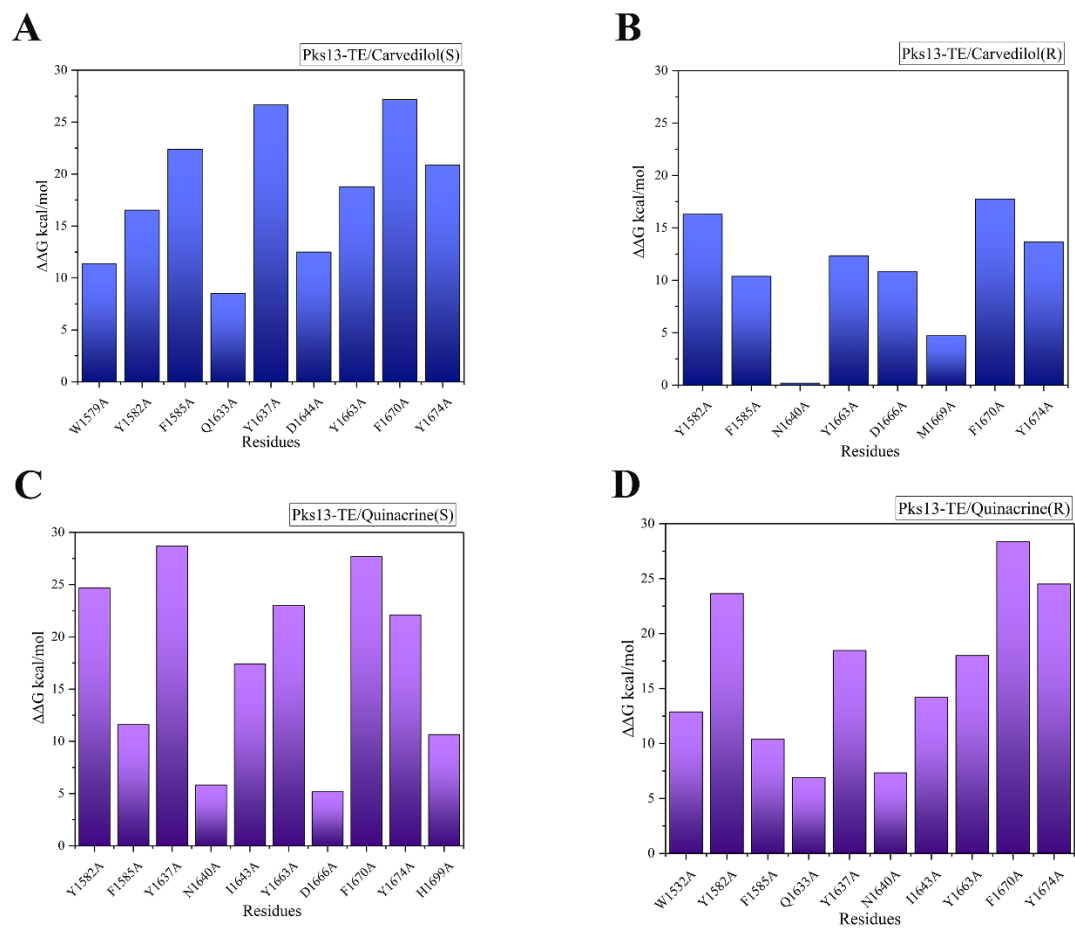 A
Pks13-TE/Carvedilol(S)
30
25
20
15
10
5
0
ΔΔG kcal/mol
W1579A
Y1582A
F1585A
Q1633A
Y1637A
D1644A
Y1663A
F1670A
Y1674A
Residues
B
Pks13-TE/Carvedilol(R)
30
25
20
15
10
5
0
ΔΔG kcal/mol
Y1582A
F1585A
N1640A
Y1663A
D1666A
M1669A
F1670A
Y1674A
Residues
C
Pks13-TE/Quinacrine(S)
30
25
20
15
10
5
0
ΔΔG kcal/mol
Y1582A
F1585A
Y1637A
N1640A
I1643A
Y1663A
D1666A
F1670A
Y1674A
H1699A
Residues
D
Pks13-TE/Quinacrine(R)
30
25
20
15
10
5
0
ΔΔG kcal/mol
W1532A
Y1582A
F1585A
Q1633A
Y1637A
N1640A
I1643A
Y1663A
F1670A
Y1674A
Residues